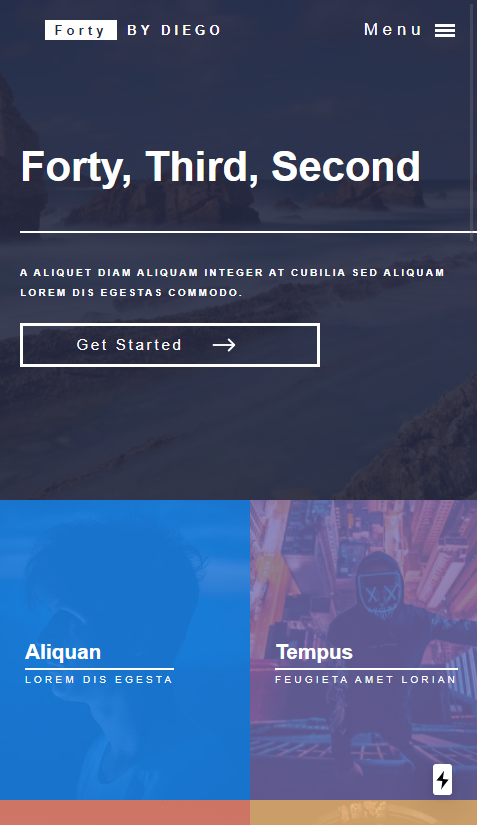 Forty BY DIEGO Menu
Forty, Third, Second
A ALIQUET DIAM ALIQUAM INTEGER AT CUBILIA SED ALIQUAM
LOREM DIS EGESTAS COMMODO.
Get Started
Aliquan
LOREM DIS EGESTA
Tempus
FEUGIETA AMET LORIAN